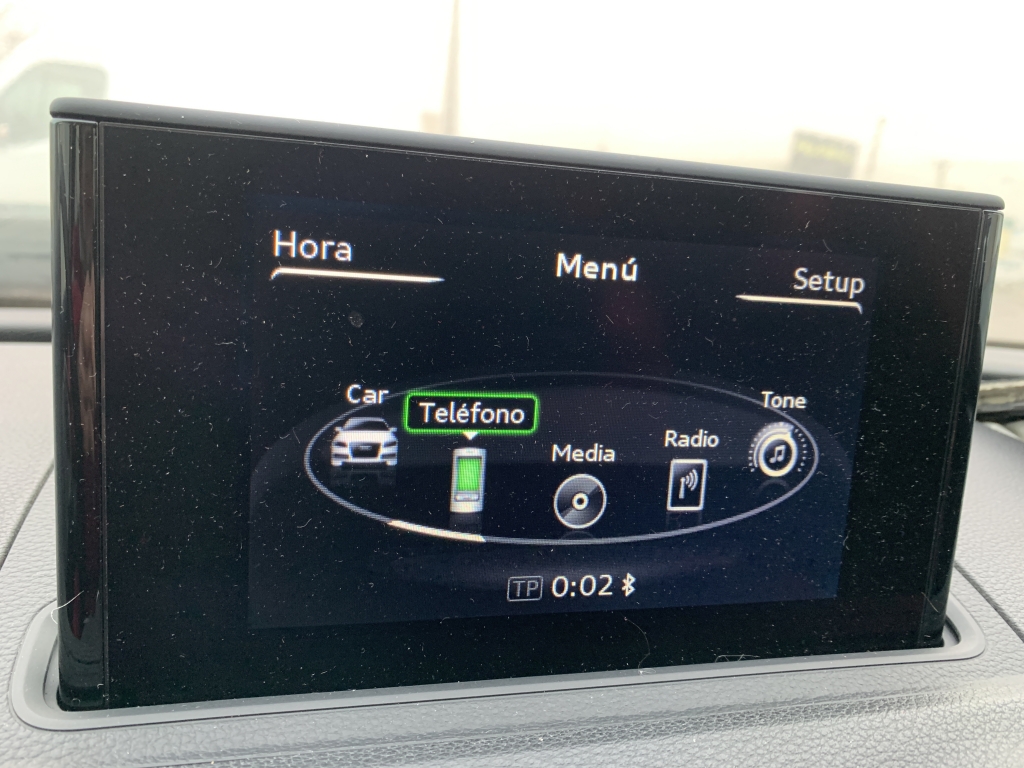 Hora
Menú
Setup
Car
Teléfono
Media
Radio
Tone
TP 0:02